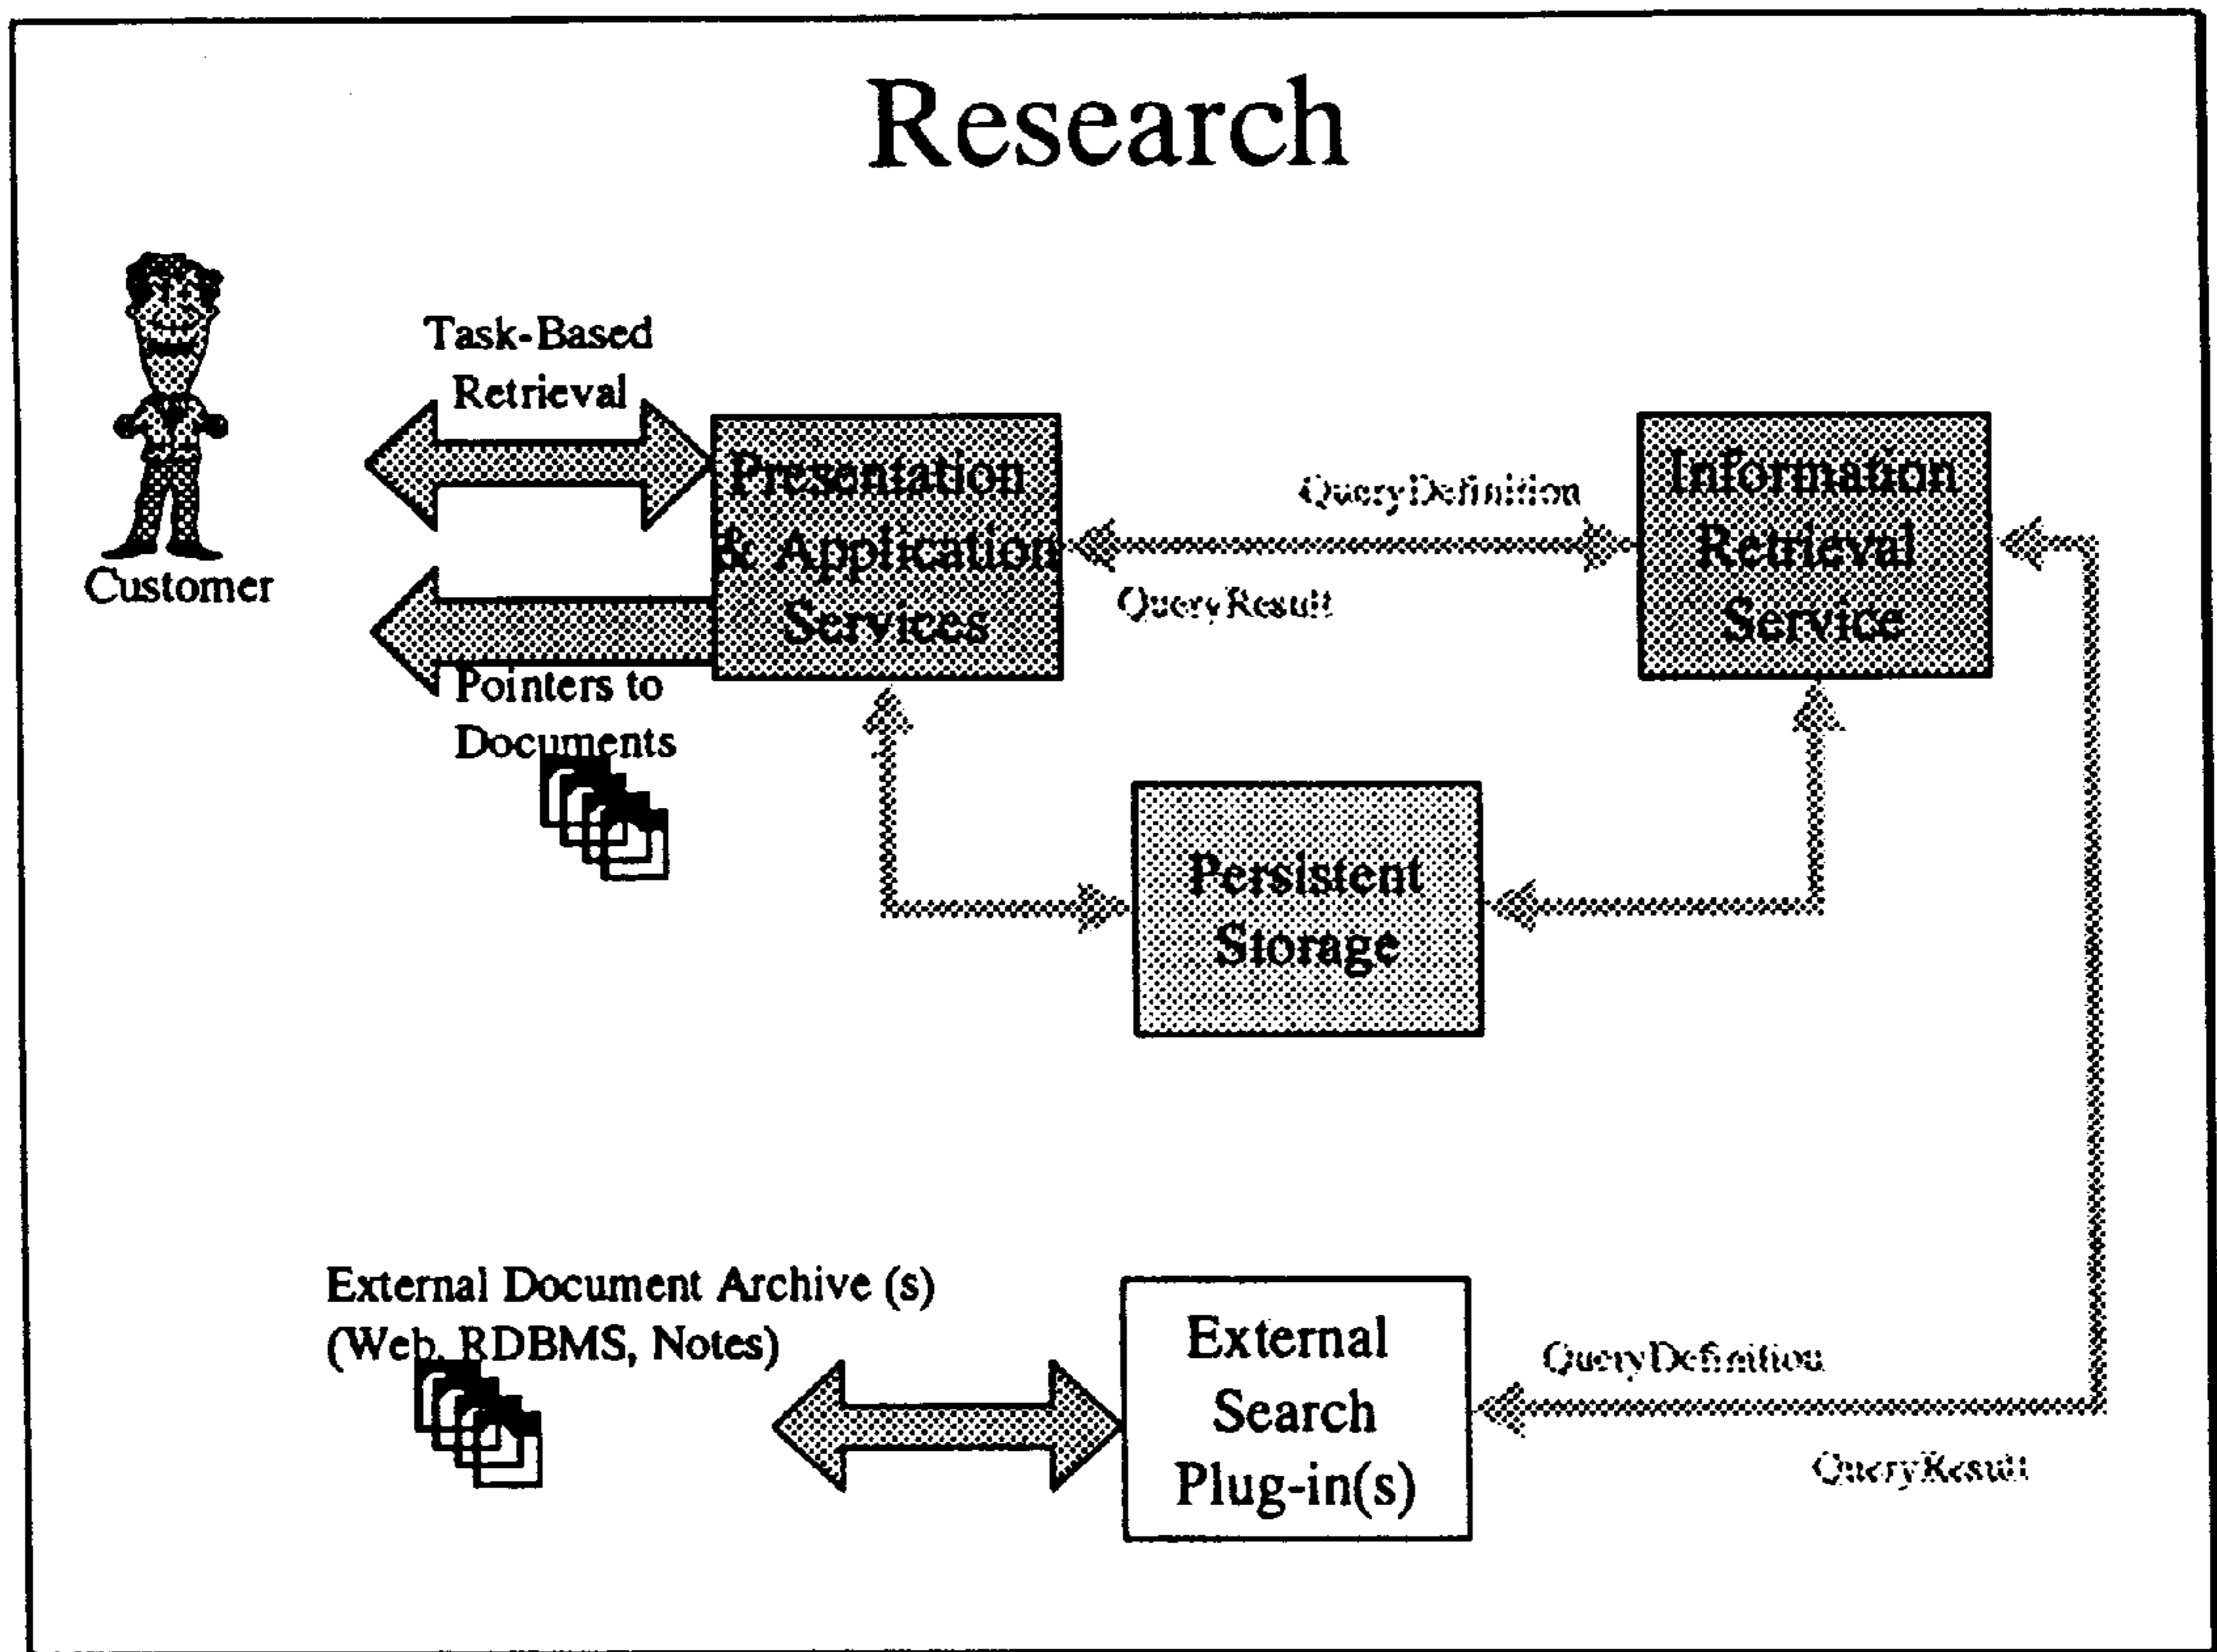 Research
Task-Based
Retrieval
Customer
Presentation
& Application
Services
QueryDefinition
QueryResult
Information
Retrieval
Service
Pointers to
Documents
Persistent
Storage
External Document Archive (s)
(Web, RDBMS, Notes)
External
Search
Plug-in(s)
QueryDefinition
QueryResult